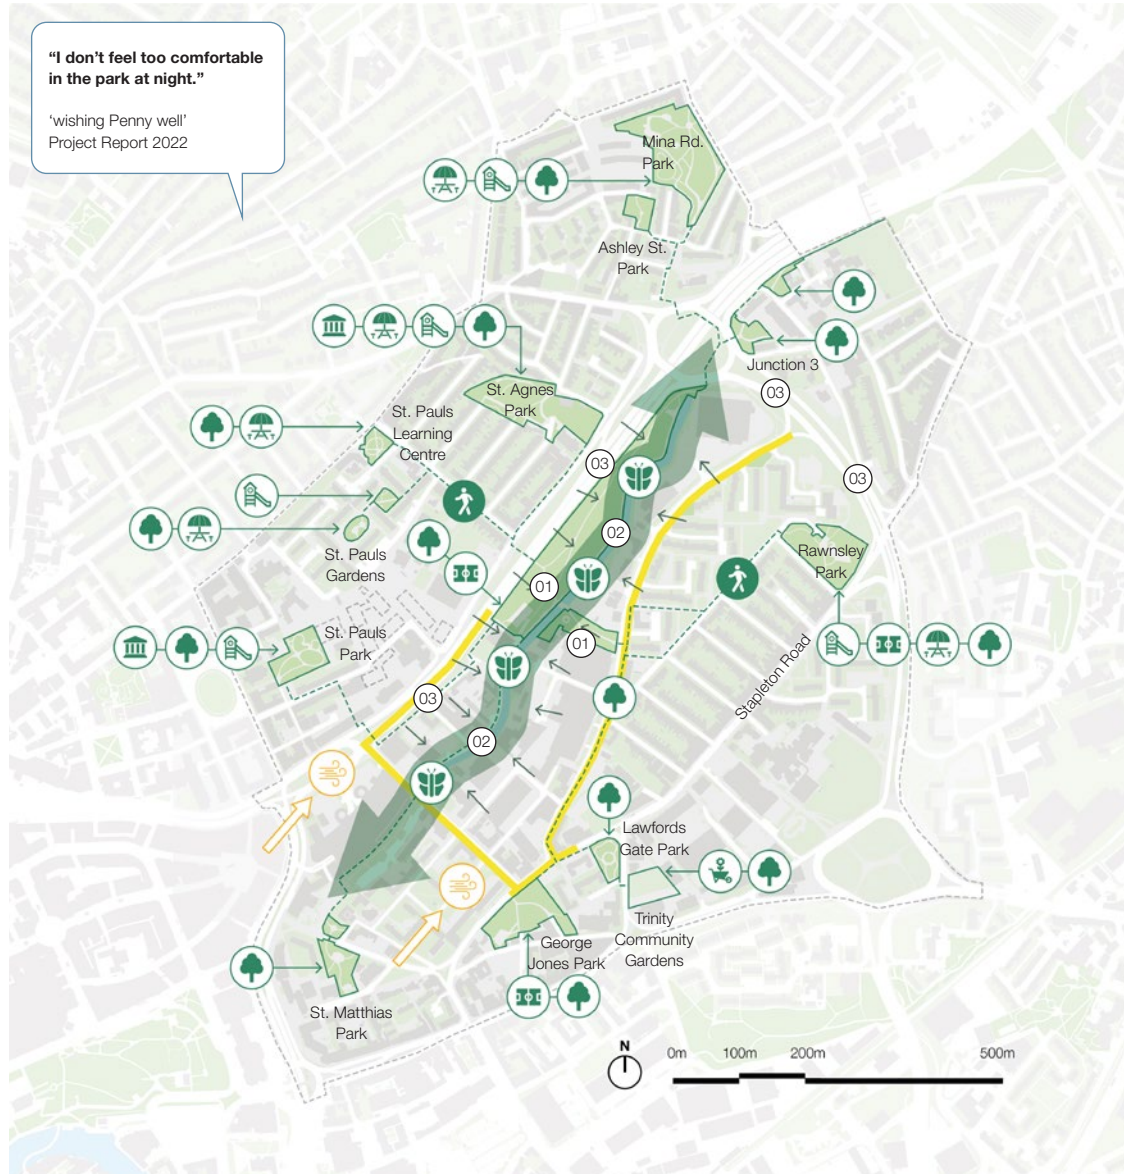 “I don’t feel too comfortable
in the park at night.”
‘wishing Penny well’
Project Report 2022
Mina Rd.
Park
Ashley St.
Park
Junction 3
03
St. Agnes
Park
St. Pauls
Learning
Centre
03
03
02
St. Pauls
Gardens
Rawnsley
Park
01
01
St. Pauls
Park
Stapleton Road
03
02
Lawfords
Gate Park
Trinity
Community
Gardens
George
Jones Park
St. Matthias
Park
N
0m 100m 200m 500m